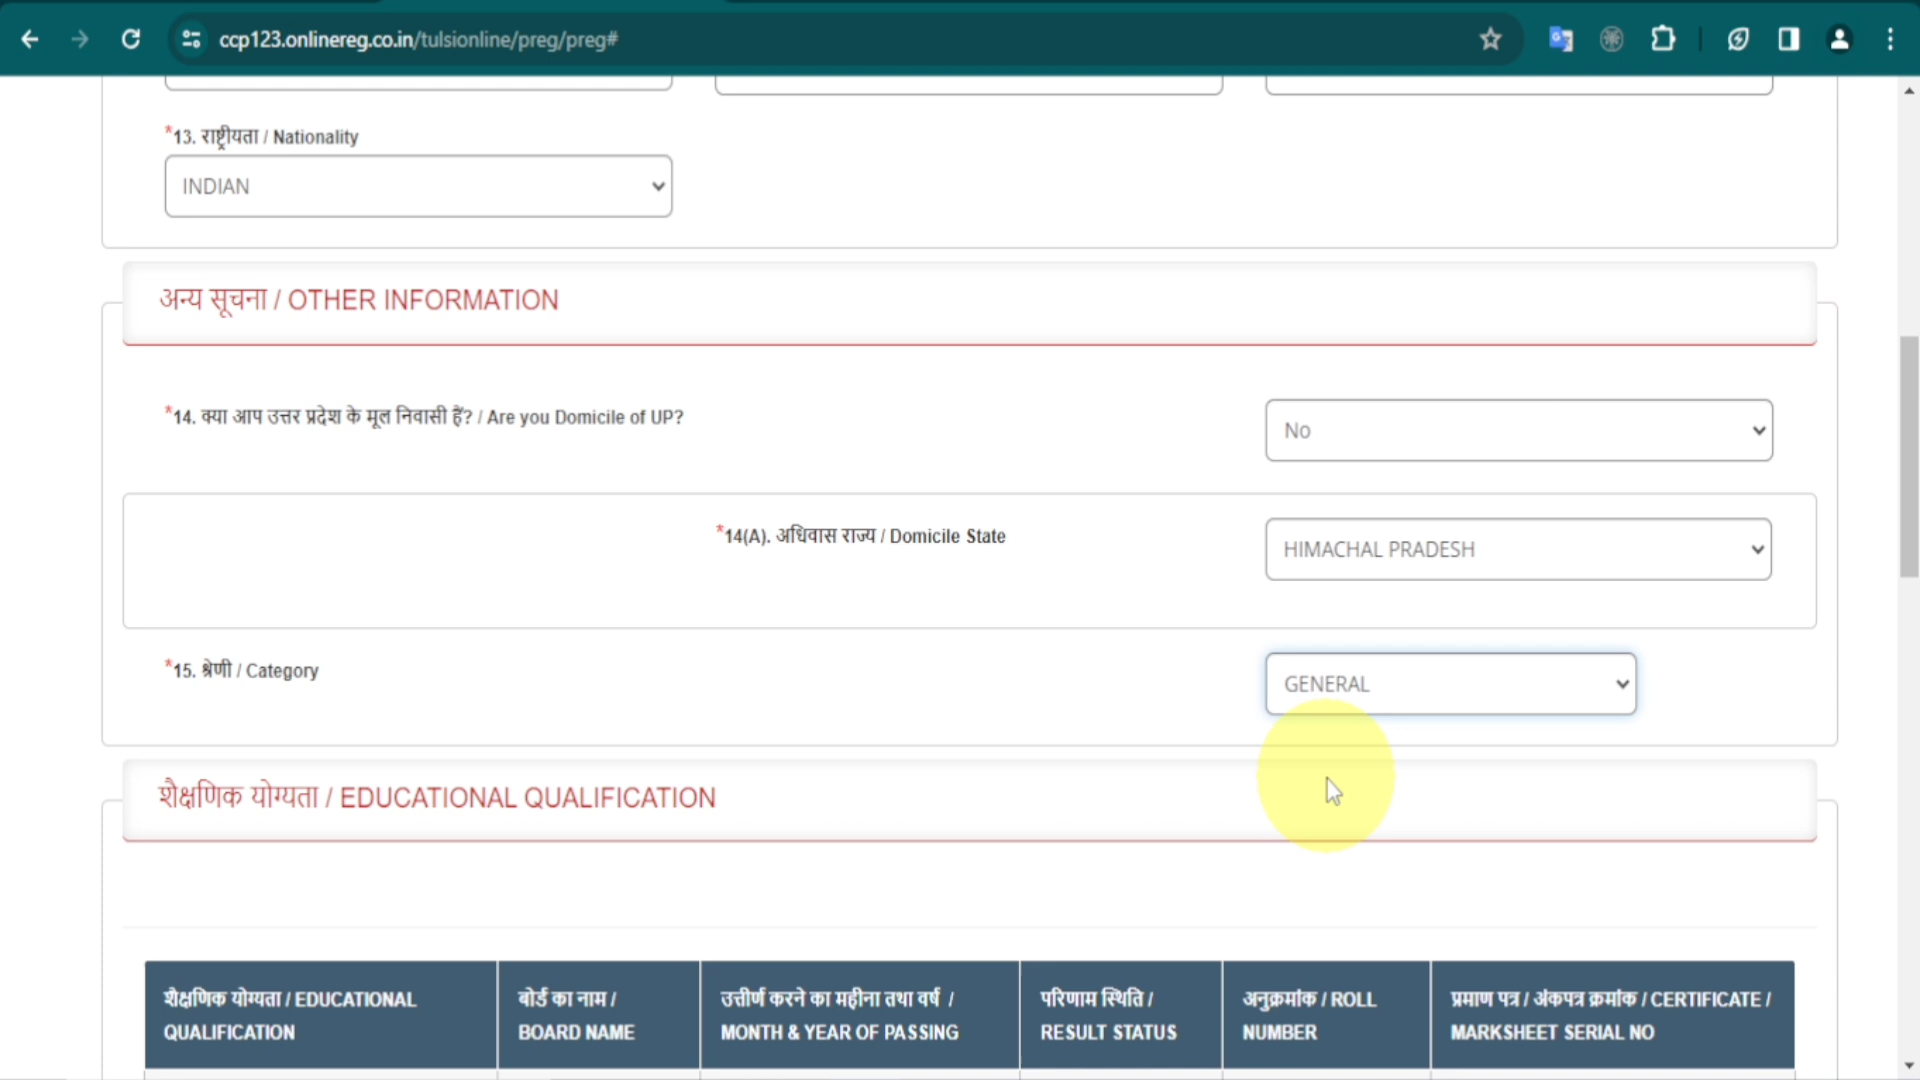 ccp123.onlinereg.co.in/tulsionline/preg/preg#
*13. राष्ट्रीयता / Nationality
INDIAN
अन्य सूचना / OTHER INFORMATION
*14. क्या आप उत्तर प्रदेश के मूल निवासी हैं? / Are you Domicile of UP?
No
*14(A). अधिवास राज्य / Domicile State
HIMACHAL PRADESH
*15. श्रेणी / Category
GENERAL
शैक्षणिक योग्यता / EDUCATIONAL QUALIFICATION
शैक्षणिक योग्यता / EDUCATIONAL
QUALIFICATION
बोर्ड का नाम /
BOARD NAME
उत्तीर्ण करने का महीना तथा वर्ष /
MONTH & YEAR OF PASSING
परिणाम स्थिति /
RESULT STATUS
अनुक्रमांक / ROLL
NUMBER
प्रमाण पत्र / अंकपत्र क्रमांक / CERTIFICATE /
MARKSHEET SERIAL NO